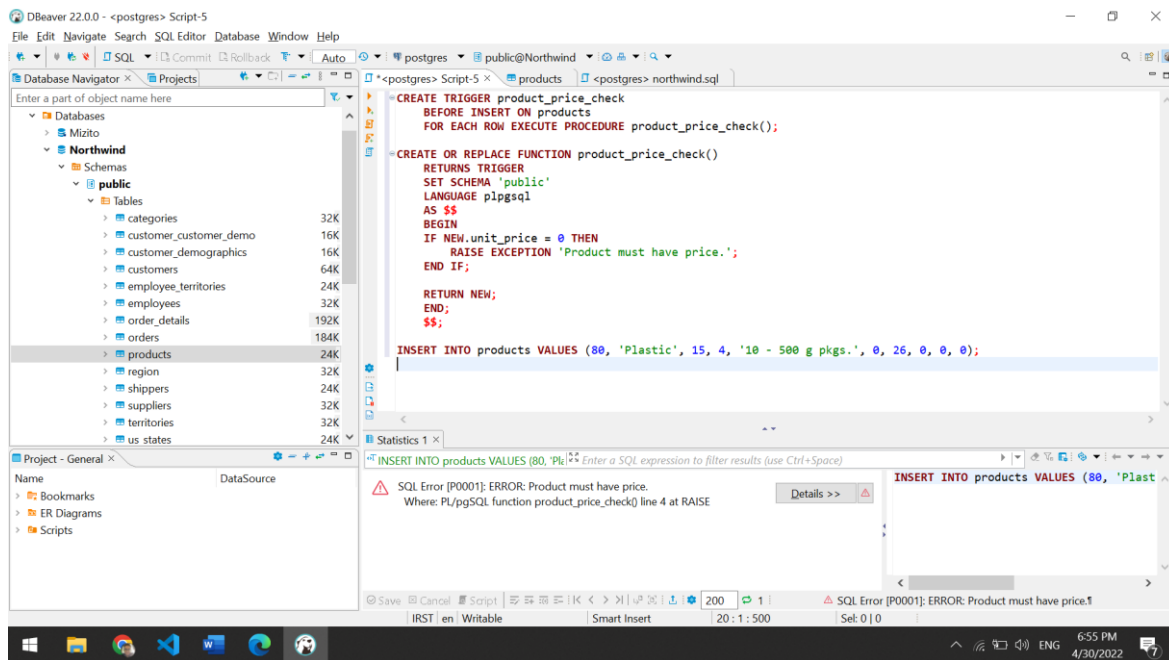 DBeaver 22.0.0 - <postgres> Script-5
File Edit Navigate Search SQL Editor Database Window Help
SQL Commit Rollback Auto postgres public@Northwind
Database Navigator Projects
*<postgres> Script-5 products <postgres> northwind.sql
Enter a part of object name here
Databases
Mizito
Northwind
Schemas
public
Tables
categories 32K
customer_customer_demo 16K
customer_demographics 16K
customers 64K
employee_territories 24K
employees 32K
order_details 192K
orders 184K
products 24K
region 32K
shippers 24K
suppliers 32K
territories 32K
us_states 24K
CREATE TRIGGER product_price_check
BEFORE INSERT ON products
FOR EACH ROW EXECUTE PROCEDURE product_price_check();
CREATE OR REPLACE FUNCTION product_price_check()
RETURNS TRIGGER
SET SCHEMA 'public'
LANGUAGE plpgsql
AS $$
BEGIN
IF NEW.unit_price = 0 THEN
RAISE EXCEPTION 'Product must have price.';
END IF;
RETURN NEW;
END;
$$;
INSERT INTO products VALUES (80, 'Plastic', 15, 4, '10 - 500 g pkgs.', 0, 26, 0, 0, 0);
Project - General
Name DataSource
Bookmarks
ER Diagrams
Scripts
Statistics 1
INSERT INTO products VALUES (80, 'Pla Enter a SQL expression to filter results (use Ctrl+Space)
SQL Error [P0001]: ERROR: Product must have price.
Where: PL/pgSQL function product_price_check() line 4 at RAISE
Details >>
INSERT INTO products VALUES (80, 'Plast
Save Cancel Script 200 1 SQL Error [P0001]: ERROR: Product must have price.¶
IRST en Writable Smart Insert 20 : 1 : 500 Sel: 0 | 0
ENG 6:55 PM
4/30/2022 7